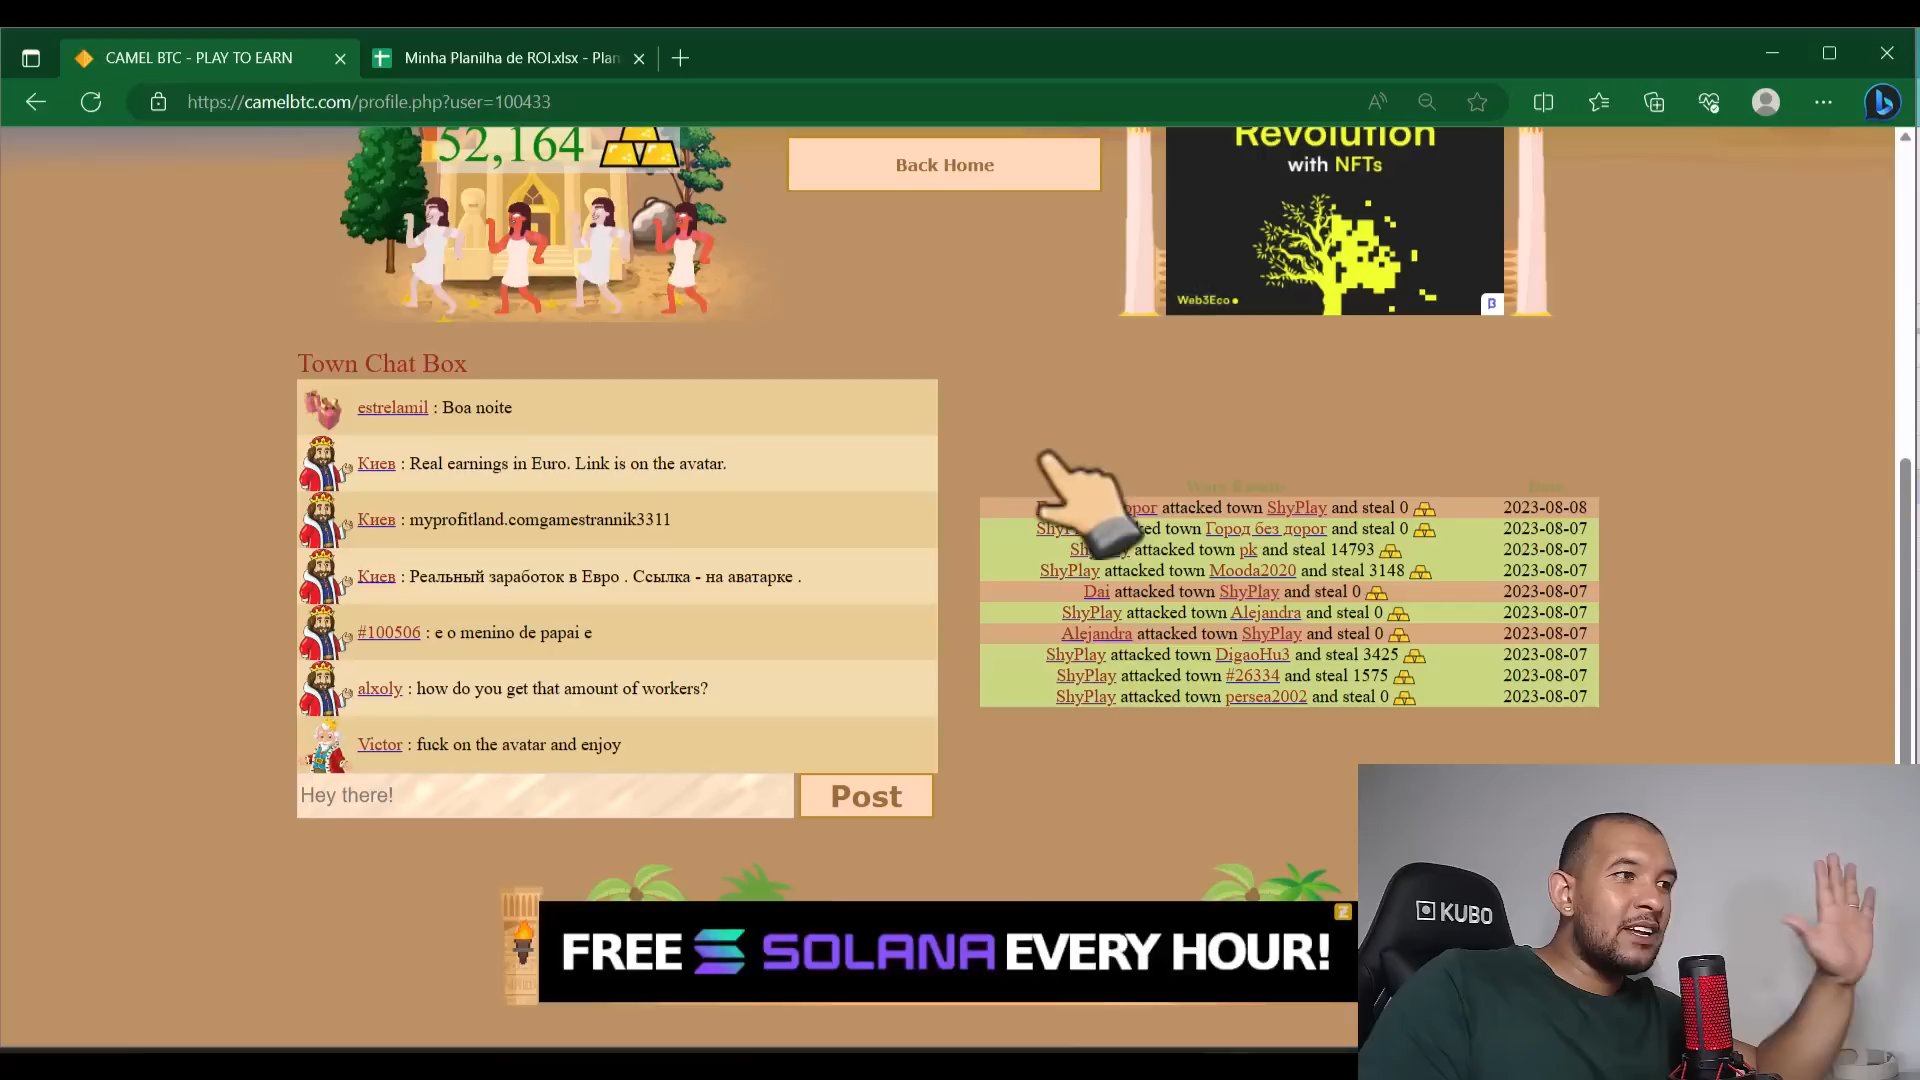 CAMEL BTC - PLAY TO EARN
Minha Planilha de ROI.xlsx - Plan
https://camelbtc.com/profile.php?user=100433
52,164
Back Home
Revolution
with NFTs
Web3Eco
Town Chat Box
estrelamil : Boa noite
Киев : Real earnings in Euro. Link is on the avatar.
Киев : myprofitland.comgamestrannik3311
Киев : Реальный заработок в Евро . Ссылка - на аватарке .
#100506 : e o menino de papai e
alxoly : how do you get that amount of workers?
Victor : fuck on the avatar and enjoy
Hey there!
Post
attacked town ShyPlay and steal 0 2023-08-08
attacked town Город без дорог and steal 0 2023-08-07
attacked town pk and steal 14793 2023-08-07
ShyPlay attacked town Mooda2020 and steal 3148 2023-08-07
Dai attacked town ShyPlay and steal 0 2023-08-07
ShyPlay attacked town Alejandra and steal 0 2023-08-07
Alejandra attacked town ShyPlay and steal 0 2023-08-07
ShyPlay attacked town DigaoHu3 and steal 3425 2023-08-07
ShyPlay attacked town #26334 and steal 1575 2023-08-07
ShyPlay attacked town persea2002 and steal 0 2023-08-07
FREE SOLANA EVERY HOUR!
KUBO